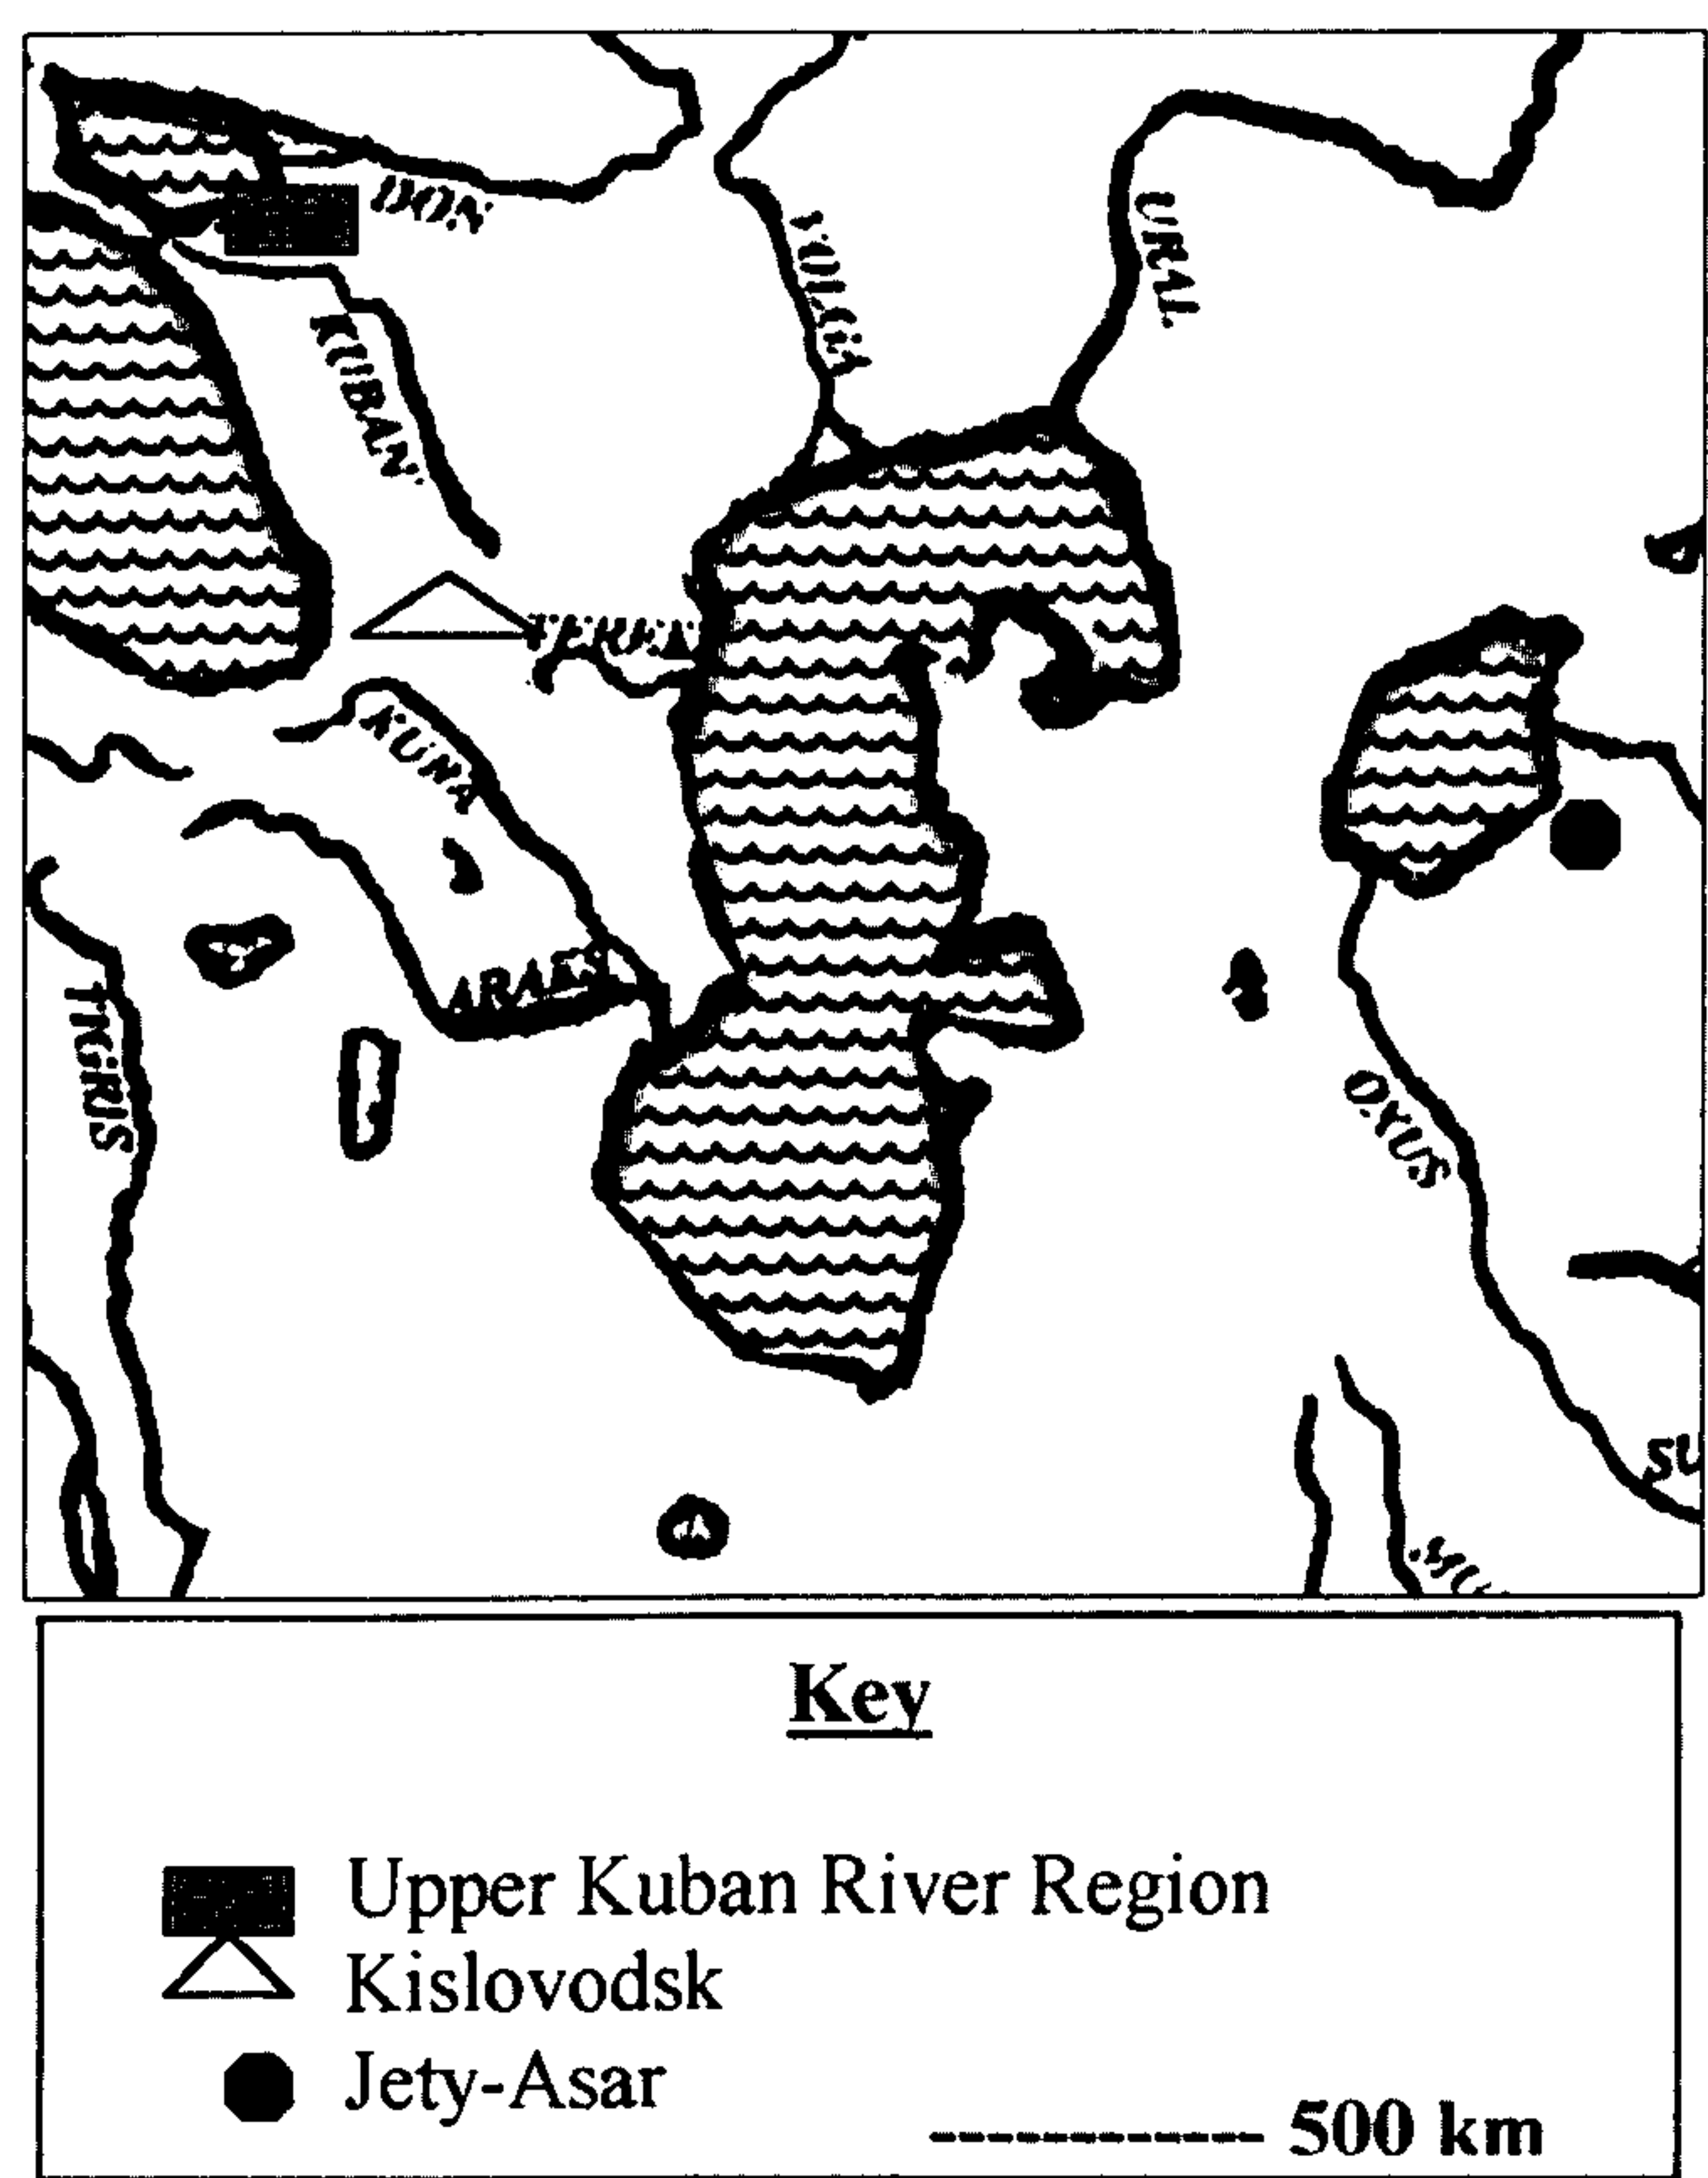 DON
VOLGA
URAL
KUBAN
TEREK
KURA
ARAKS
TIGRIS
OXUS
SU
Key
Upper Kuban River Region
Kislovodsk
Jety-Asar
500 km